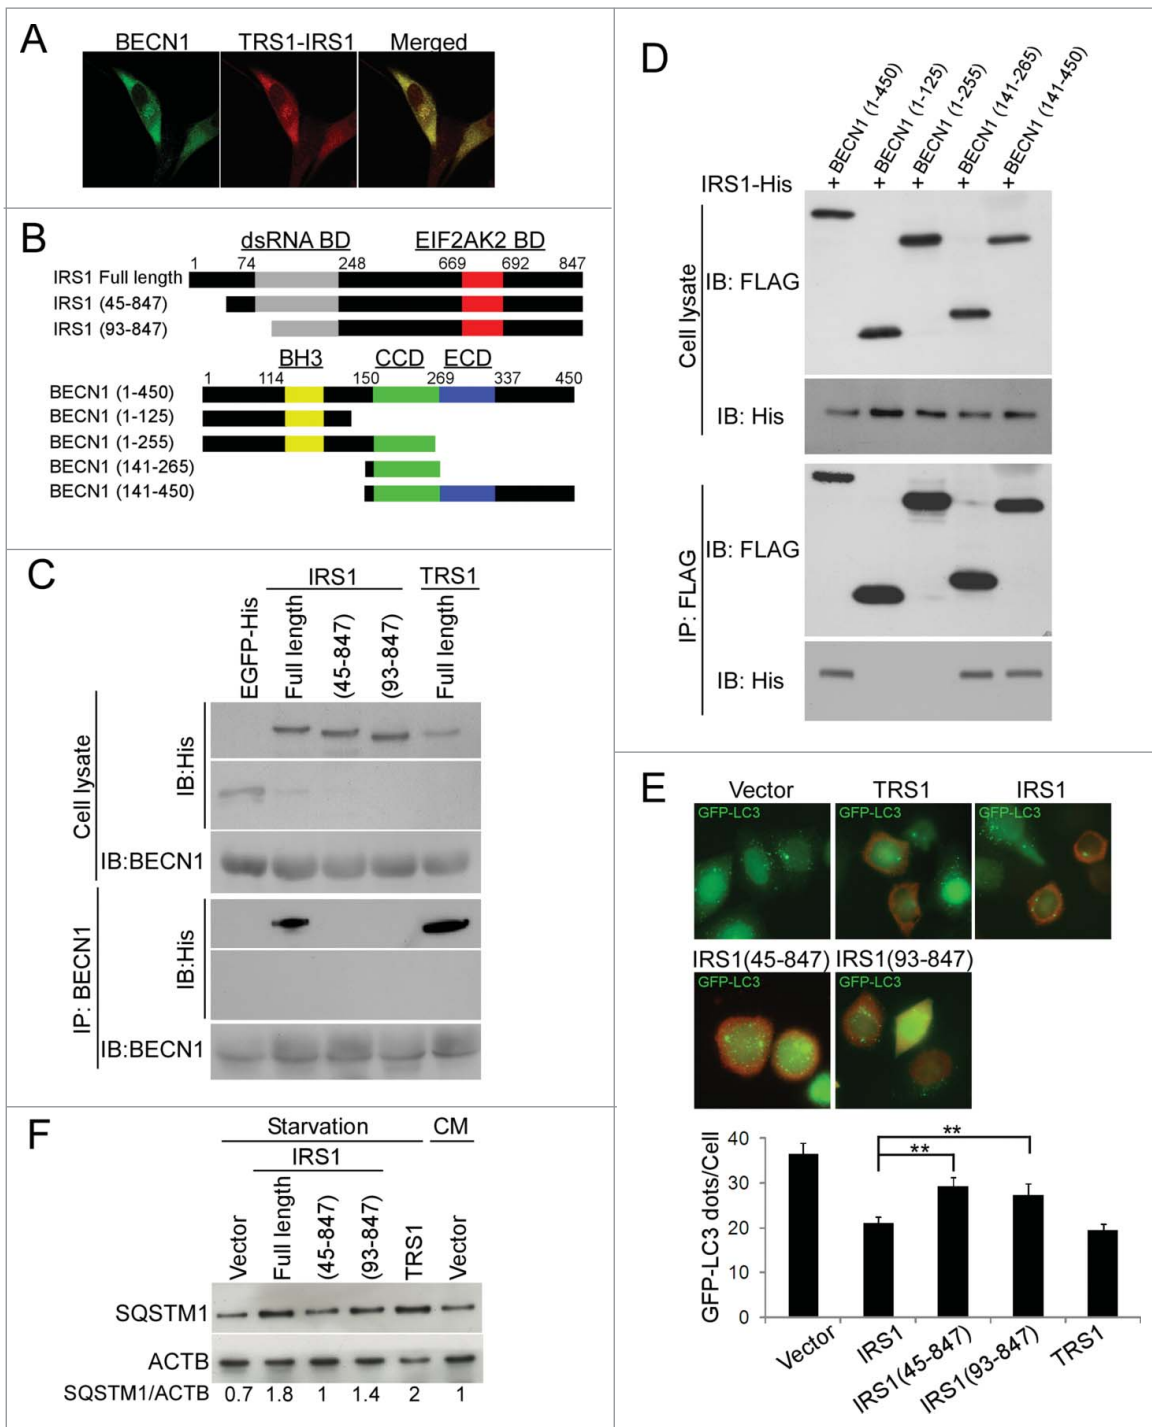 A
BECN1 TRS1-IRS1 Merged
B
dsRNA BD EIF2AK2 BD
1 74 248 669 692 847
IRS1 Full length
IRS1 (45-847)
IRS1 (93-847)
BH3 CCD ECD
1 114 150 269 337 450
BECN1 (1-450)
BECN1 (1-125)
BECN1 (1-255)
BECN1 (141-265)
BECN1 (141-450)
C
IRS1 TRS1
EGFP-His
Full length
(45-847)
(93-847)
Full length
Cell lysate
IB:His
IB:BECN1
IP: BECN1
IB:His
IB:BECN1
F
Starvation CM
IRS1
Vector
Full length
(45-847)
(93-847)
TRS1
Vector
SQSTM1
ACTB
SQSTM1/ACTB 0.7 1.8 1 1.4 2 1
D
BECN1 (1-450)
BECN1 (1-125)
BECN1 (1-255)
BECN1 (141-265)
BECN1 (141-450)
IRS1-His + + + + +
Cell lysate
IB: FLAG
IB: His
IP: FLAG
IB: FLAG
IB: His
E
Vector TRS1 IRS1
GFP-LC3 GFP-LC3 GFP-LC3
IRS1(45-847) IRS1(93-847)
GFP-LC3 GFP-LC3
GFP-LC3 dots/Cell
40
30
20
10
0
**
**
Vector
IRS1
IRS1(45-847)
IRS1(93-847)
TRS1